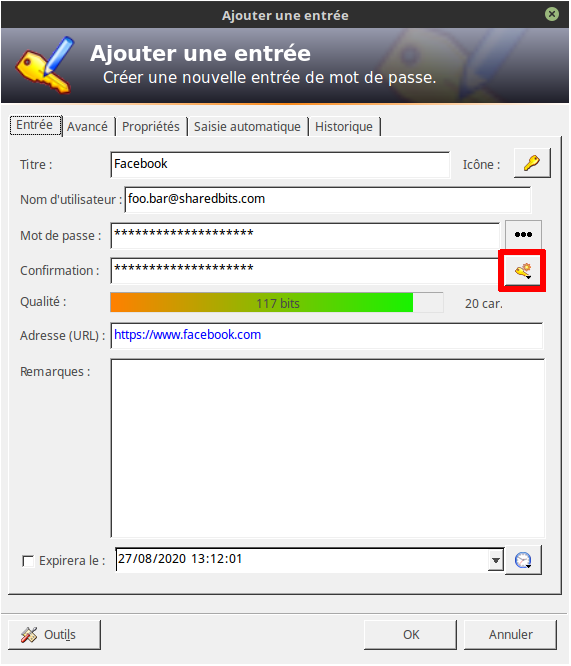 Ajouter une entrée
Ajouter une entrée
Créer une nouvelle entrée de mot de passe.
Entrée Avancé Propriétés Saisie automatique Historique
Titre : Facebook Icône :
Nom d'utilisateur : foo.bar@sharedbits.com
Mot de passe : ******************** •••
Confirmation : ********************
Qualité : 117 bits 20 car.
Adresse (URL) : https://www.facebook.com
Remarques :
Expirera le : 27/08/2020 13:12:01
Outils OK Annuler